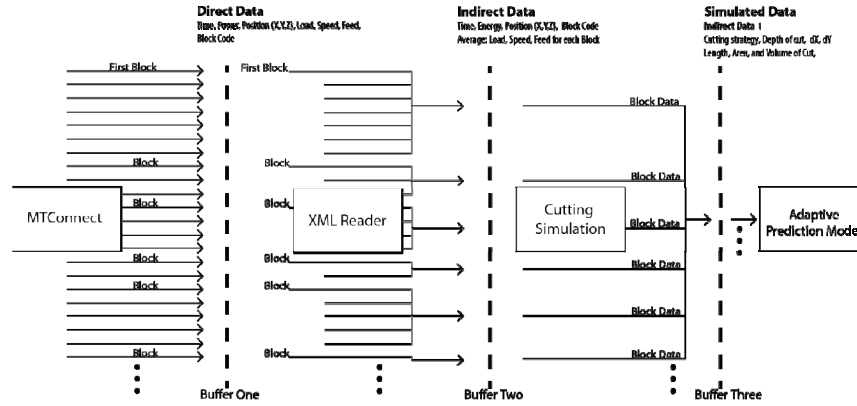 Direct Data
Time, Power, Position (X,Y,Z), Load, Speed, Feed,
Block Code
Indirect Data
Time, Energy, Position (X,Y,Z), Block Code
Average: Load, Speed, Feed for each Block
Simulated Data
Indirect Data +
Cutting strategy, Depth of cut, dX, dY
Length, Area, and Volume of Cut,
First Block
Block
Block
Block
Block
Block
MTConnect
First Block
Block
Block
Block
Block
Block
XML Reader
Block Data
Block Data
Block Data
Block Data
Block Data
Block Data
Cutting
Simulation
Adaptive
Prediction Mode
Buffer One
Buffer Two
Buffer Three